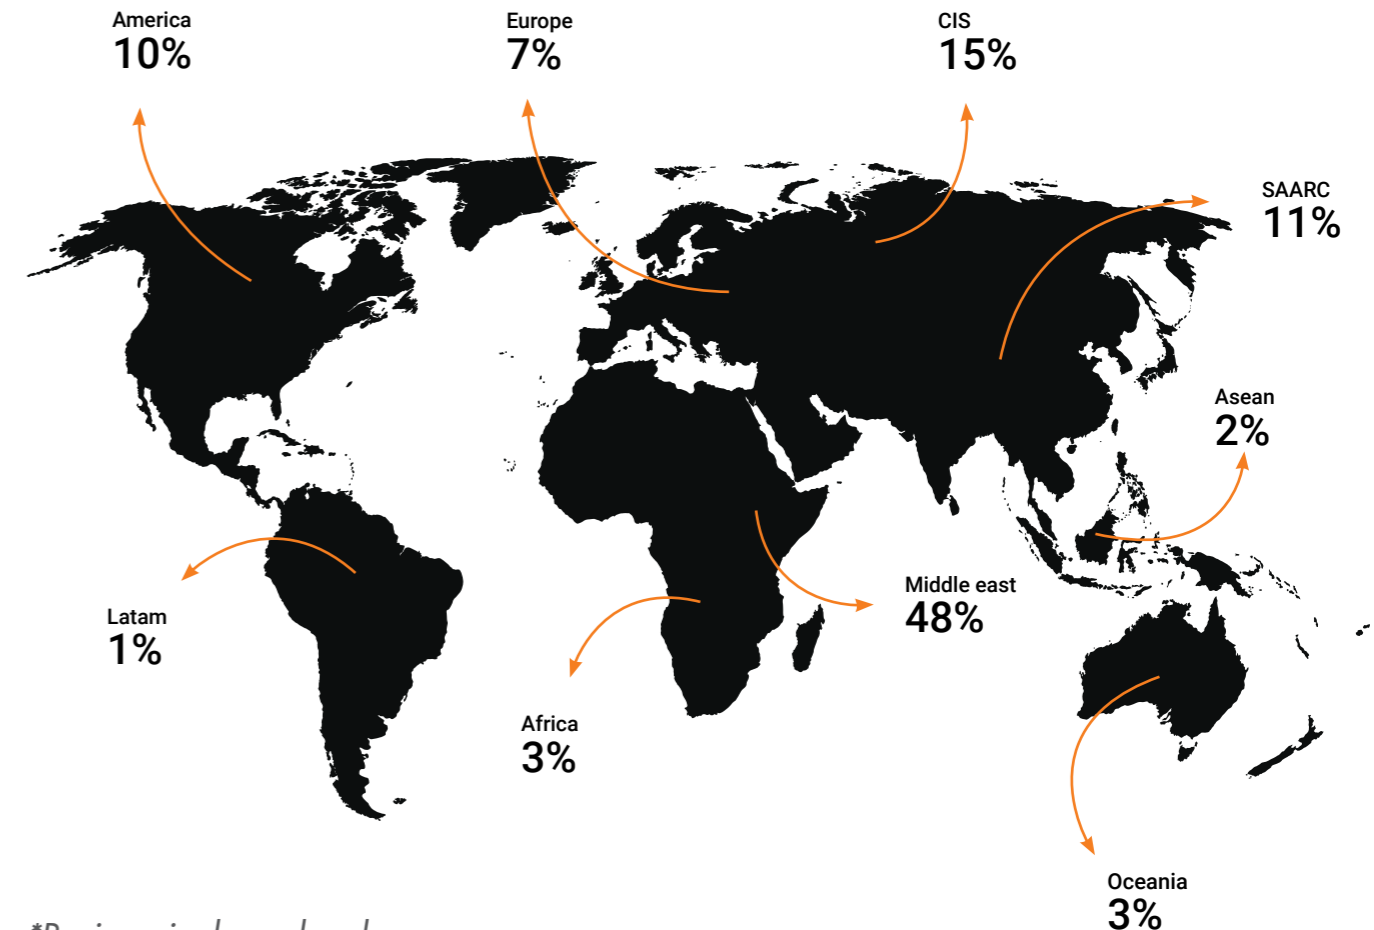 America
10%
Europe
7%
CIS
15%
SAARC
11%
Asean
2%
Middle east
48%
Latam
1%
Africa
3%
Oceania
3%